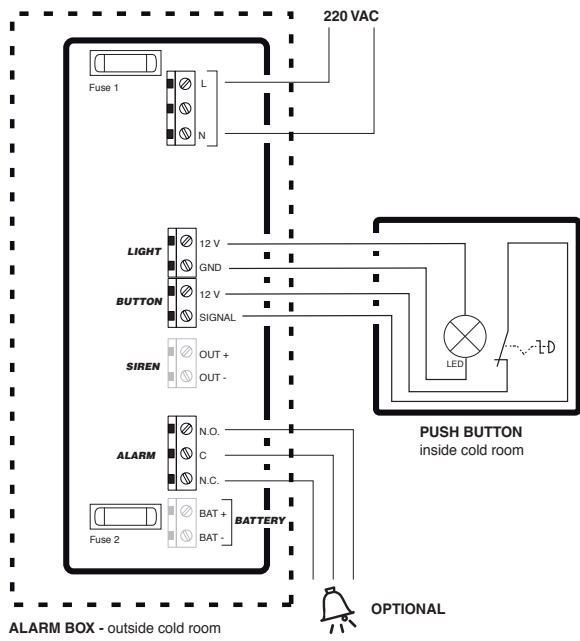 220 VAC
Fuse 1
L
N
LIGHT
12 V
GND
BUTTON
12 V
SIGNAL
SIREN
OUT +
OUT -
ALARM
N.O.
C
N.C.
Fuse 2
BAT +
BAT -
BATTERY
LED
PUSH BUTTON
inside cold room
OPTIONAL
ALARM BOX - outside cold room